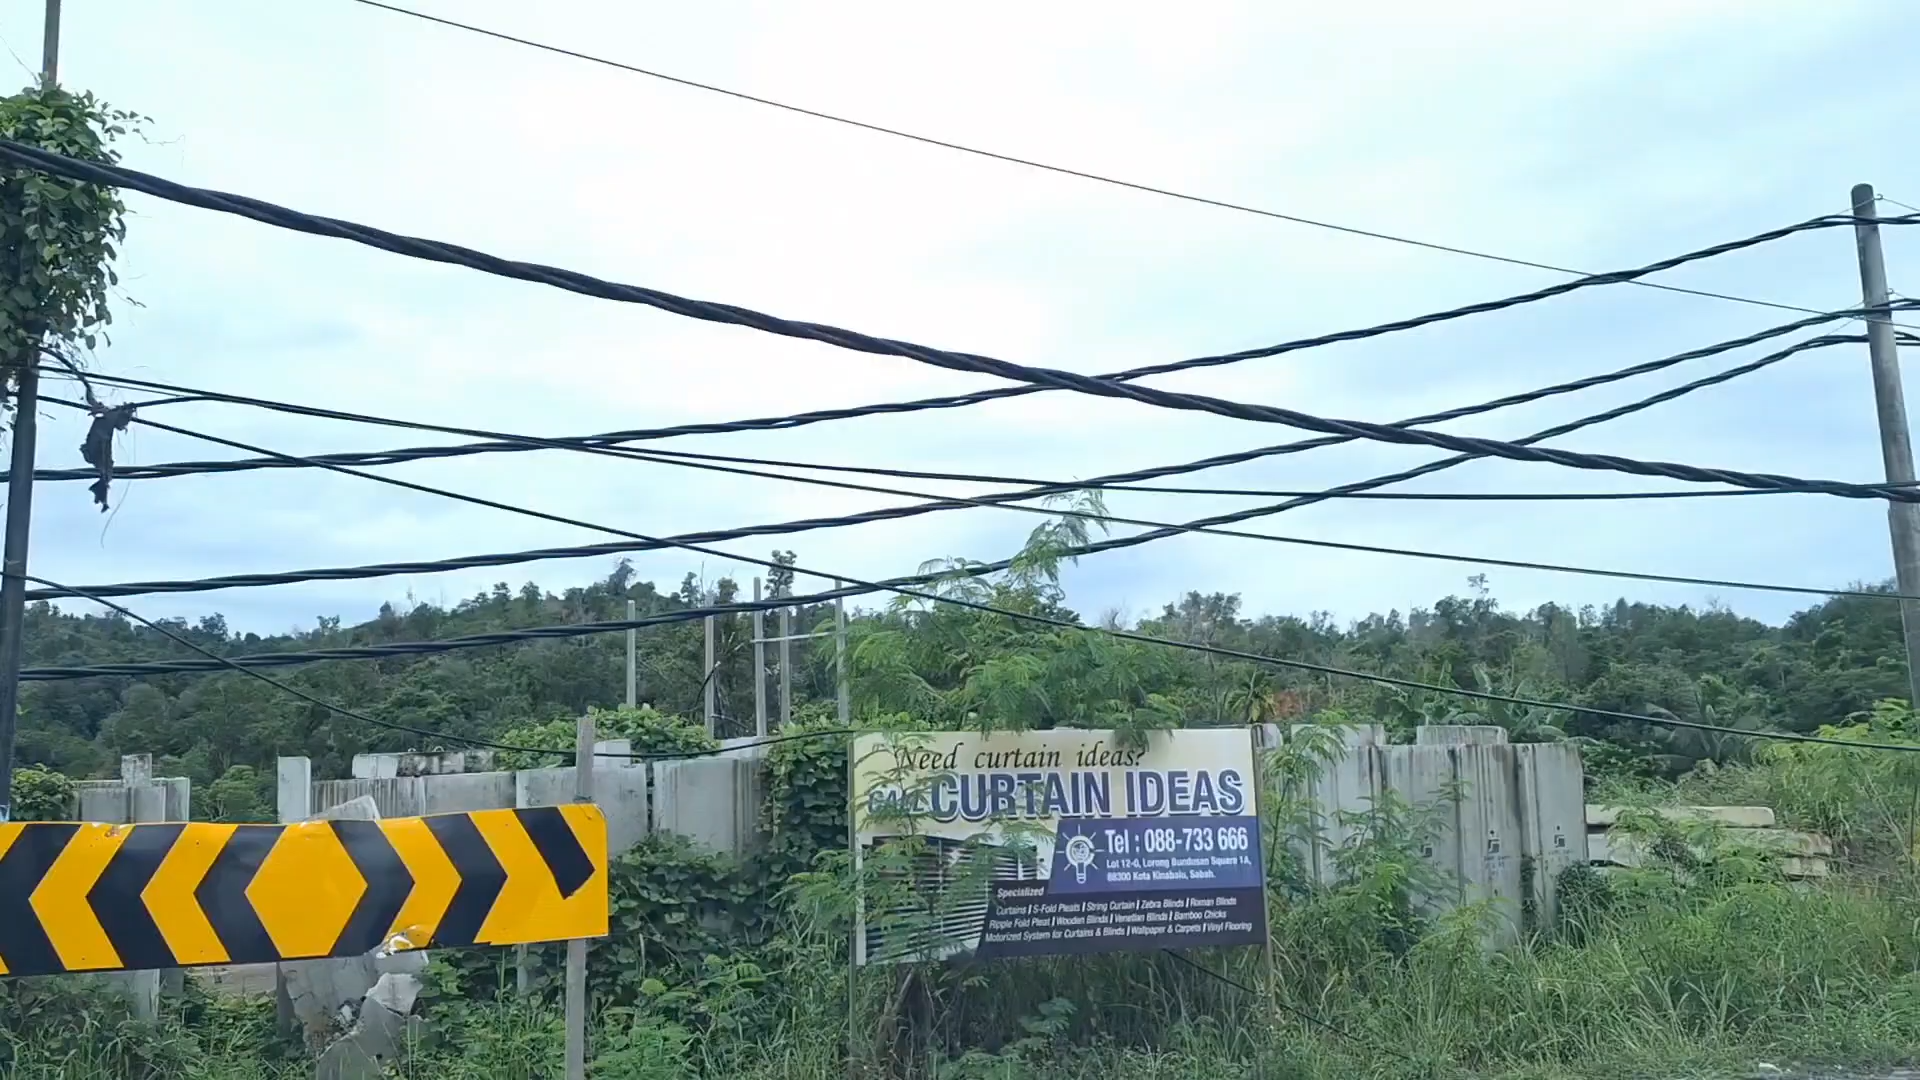 Need curtain ideas?
CALL CURTAIN IDEAS
Tel : 088-733 666
Lot 12-0, Lorong Bundusan Square 1A,
88300 Kota Kinabalu, Sabah.
Specialized
Curtains | S-Fold Pleats | String Curtain | Zebra Blinds | Roman Blinds
Ripple Fold Pleat | Wooden Blinds | Venetian Blinds | Bamboo Chicks
Motorized System for Curtains & Blinds | Wallpaper & Carpets | Vinyl Flooring